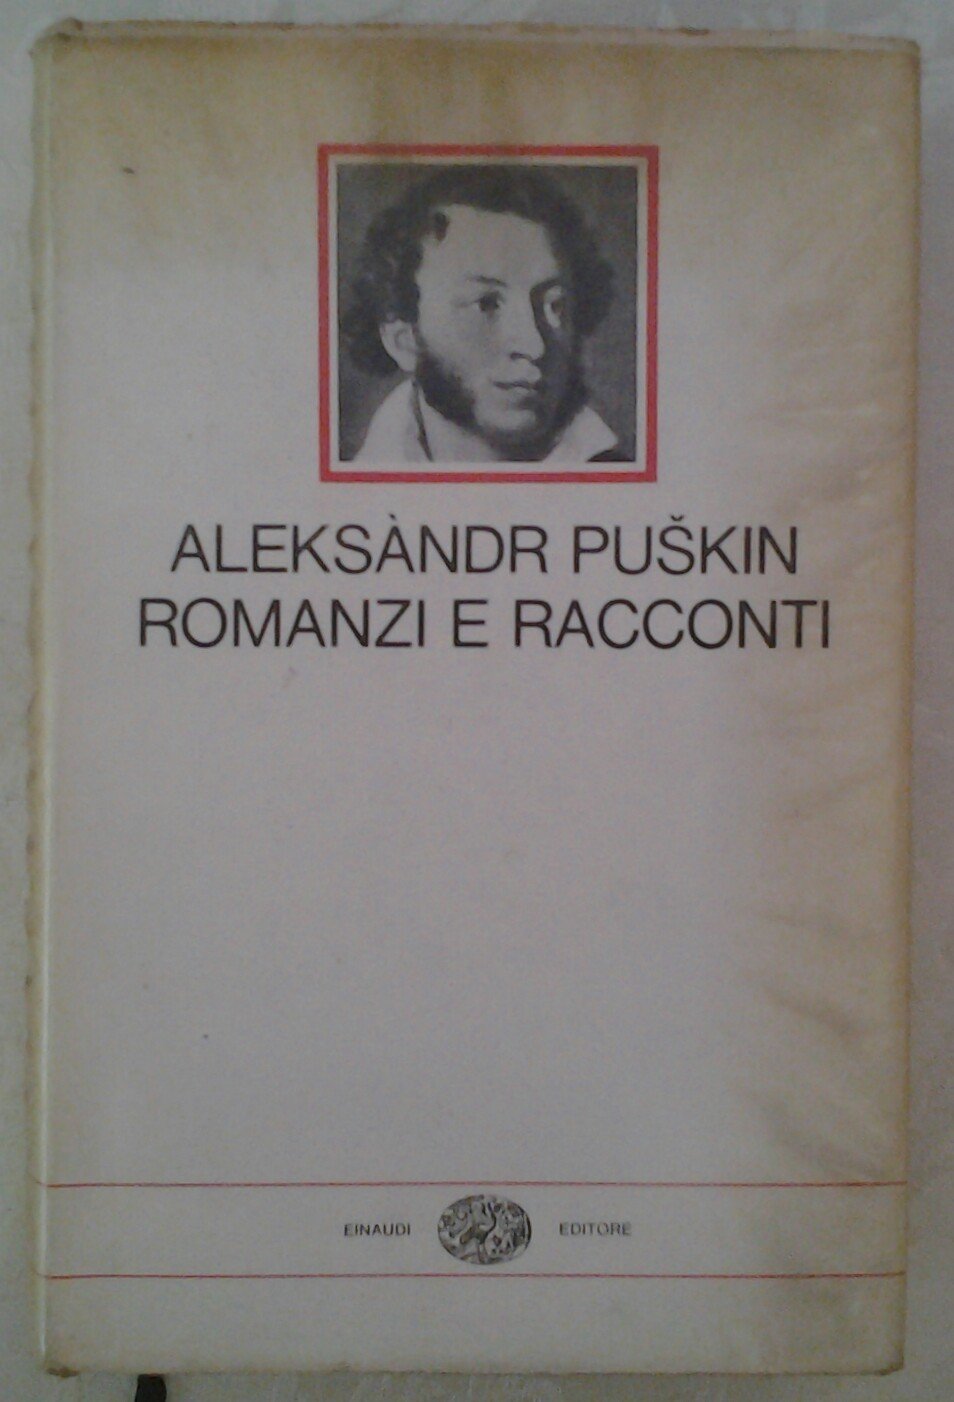 ALEKSÀNDR PUŠKIN
ROMANZI E RACCONTI
EINAUDI EDITORE